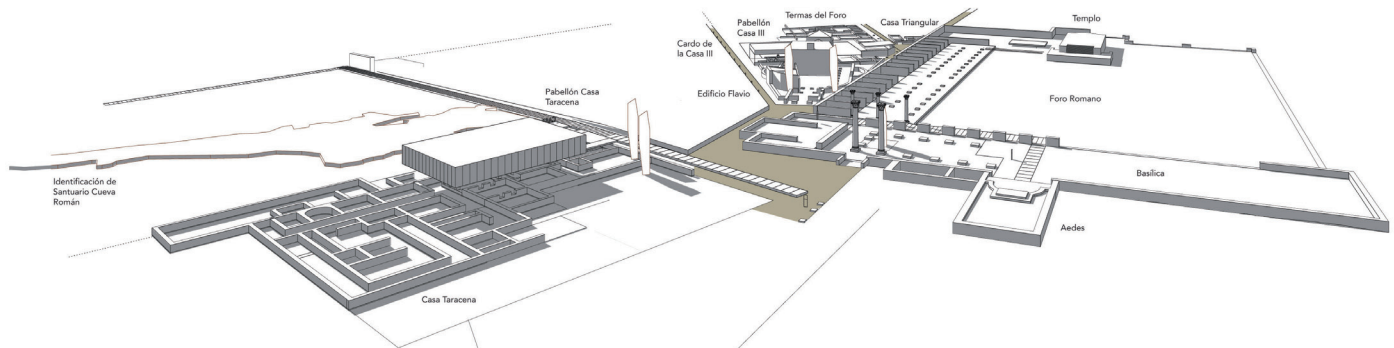 Termas del Foro
Templo
Pabellón
Casa III
Casa Triangular
Cardo de
la Casa III
Edificio Flavio
Pabellón Casa
Taracena
Foro Romano
Identificación de
Santuario Cueva
Román
Basílica
Aedes
Casa Taracena